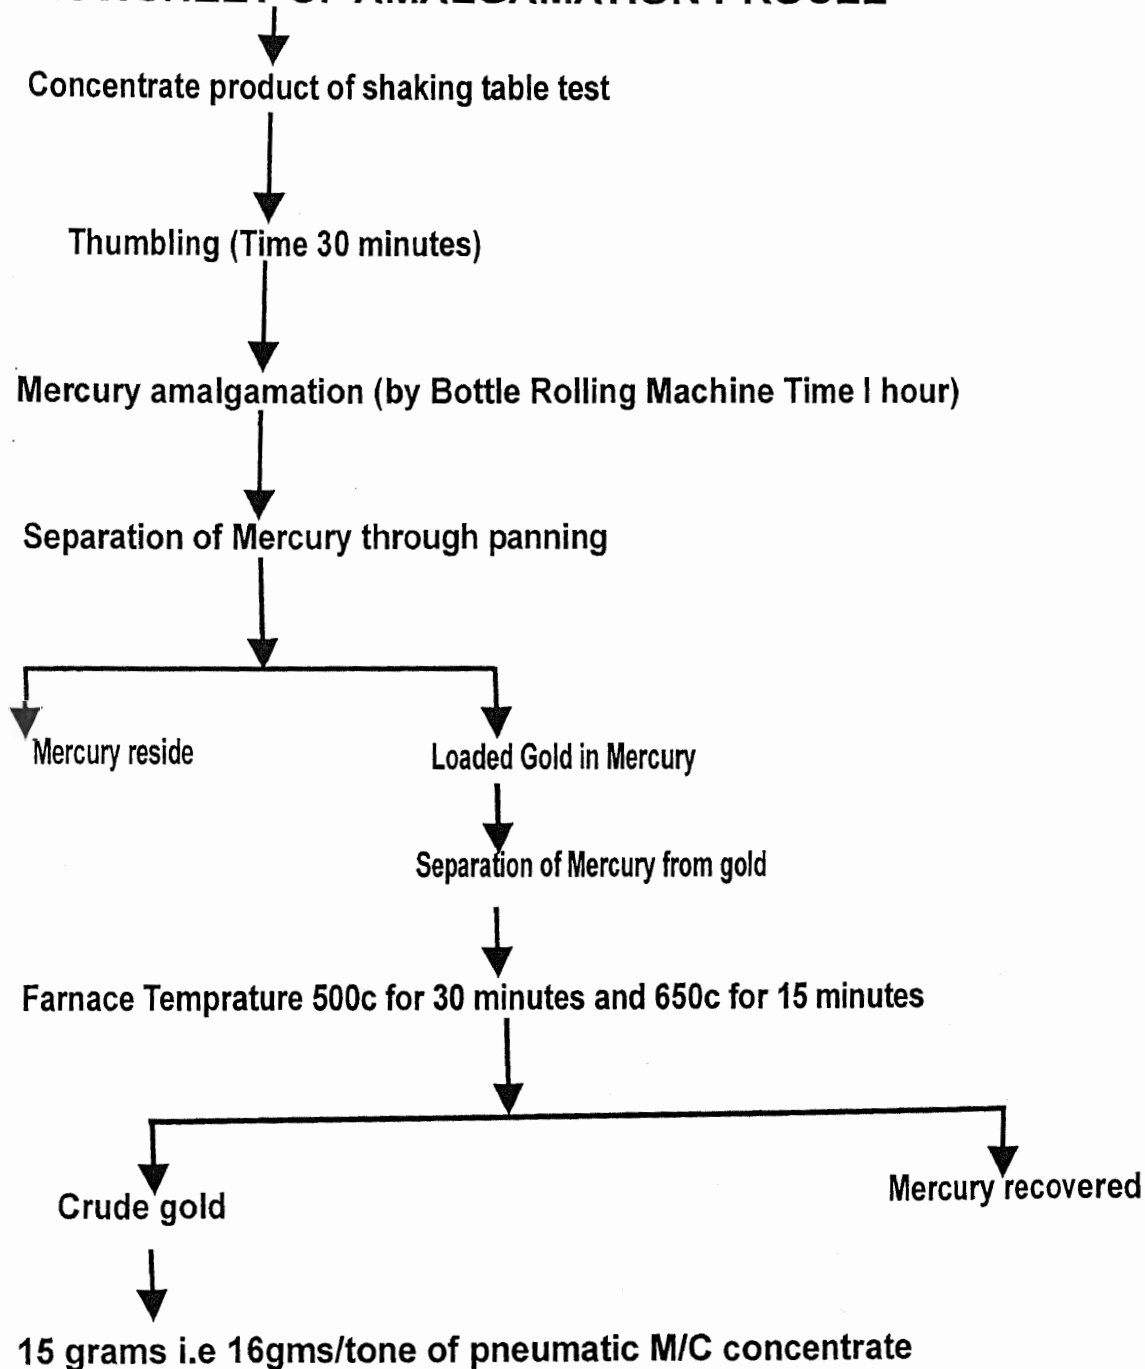 OF AMALGAMATION
Concentrate product of shaking table test
Thumbling (Time 30 minutes)
Mercury amalgamation (by Bottle Rolling Machine Time I hour)
Separation of Mercury through panning
Mercury reside
Loaded Gold in Mercury
Separation of Mercury from gold
Farnace Temprature 500c for 30 minutes and 650c for 15 minutes
Crude gold
Mercury recovered
15 grams i.e 16gms/tone of pneumatic M/C concentrate